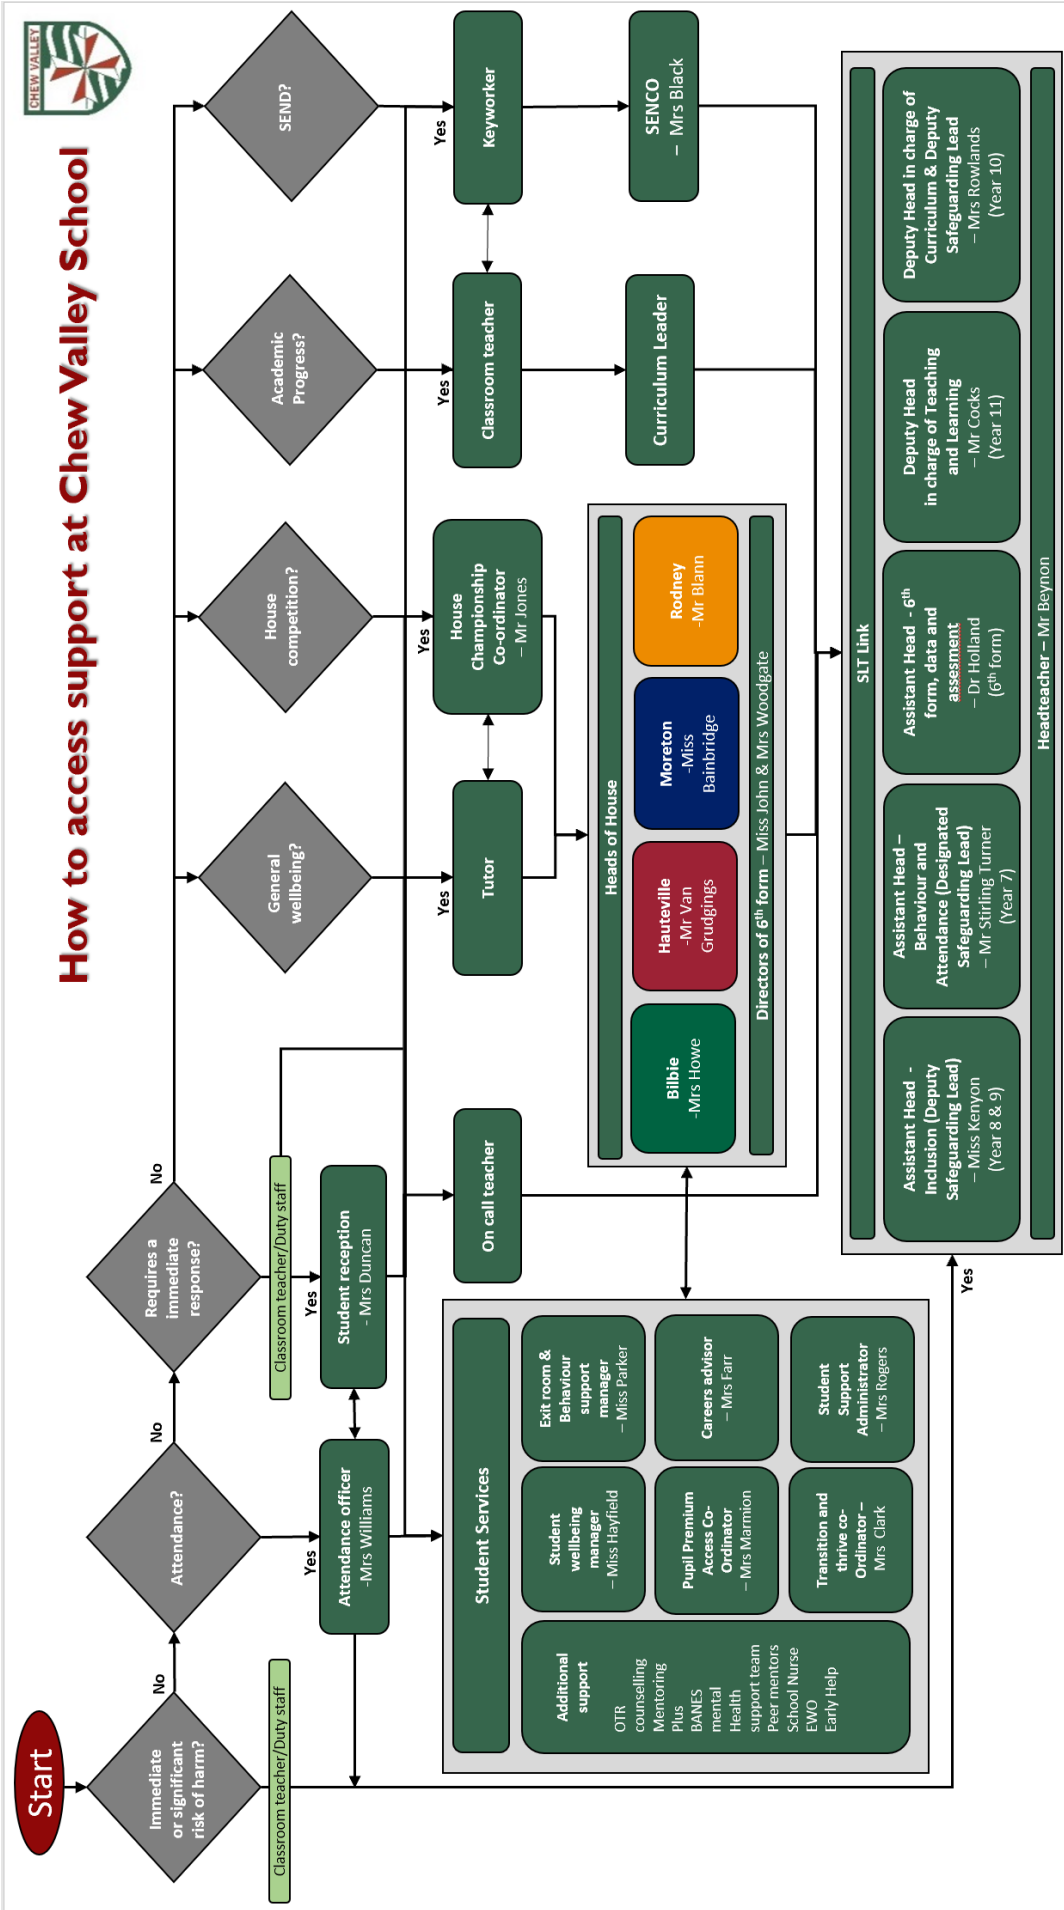 CHEW VALLEY
How to access support at Chew Valley School
Start
Immediate
or significant
risk of harm?
No
Attendance?
No
Requires a
immediate
response?
No
General
wellbeing?
House
competition?
Academic
Progress?
SEND?
Classroom teacher/Duty staff
Yes
Classroom teacher/Duty staff
Yes
Attendance officer
-Mrs Williams
Student reception
- Mrs Duncan
Yes
Yes
Yes
Yes
On call teacher
Tutor
House
Championship
Co-ordinator
– Mr Jones
Classroom teacher
Keyworker
Curriculum Leader
SENCO
– Mrs Black
Student Services
Additional
support
OTR
counselling
Mentoring
Plus
BANES
mental
Health
support team
Peer mentors
School Nurse
EWO
Early Help
Student
wellbeing
manager
– Miss Hayfield
Exit room &
Behaviour
support
manager
– Miss Parker
Pupil Premium
Access Co-
Ordinator
– Mrs Marmion
Careers advisor
– Mrs Farr
Transition and
thrive co-
Ordinator –
Mrs Clark
Student
Support
Administrator
– Mrs Rogers
Heads of House
Bilbie
-Mrs Howe
Hauteville
-Mr Van
Grudgings
Moreton
-Miss
Bainbridge
Rodney
-Mr Blann
Directors of 6th form – Miss John & Mrs Woodgate
Yes
SLT Link
Assistant Head -
Inclusion (Deputy
Safeguarding Lead)
– Miss Kenyon
(Year 8 & 9)
Assistant Head –
Behaviour and
Attendance (Designated
Safeguarding Lead)
– Mr Stirling Turner
(Year 7)
Assistant Head - 6th
form, data and
assesment
– Dr Holland
(6th form)
Deputy Head
in charge of Teaching
and Learning
– Mr Cocks
(Year 11)
Deputy Head in charge of
Curriculum & Deputy
Safeguarding Lead
– Mrs Rowlands
(Year 10)
Headteacher – Mr Beynon